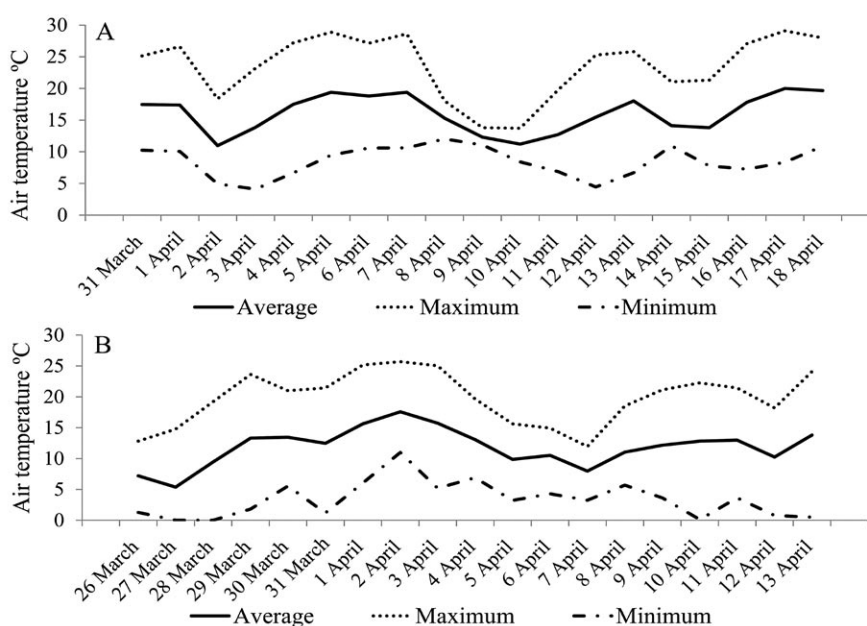 A
Air temperature ºC
30
25
20
15
10
5
0
31 March
1 April
2 April
3 April
4 April
5 April
6 April
7 April
8 April
9 April
10 April
11 April
12 April
13 April
14 April
15 April
16 April
17 April
18 April
Average Maximum Minimum
B
Air temperature ºC
30
25
20
15
10
5
0
26 March
27 March
28 March
29 March
30 March
31 March
1 April
2 April
3 April
4 April
5 April
6 April
7 April
8 April
9 April
10 April
11 April
12 April
13 April
Average Maximum Minimum